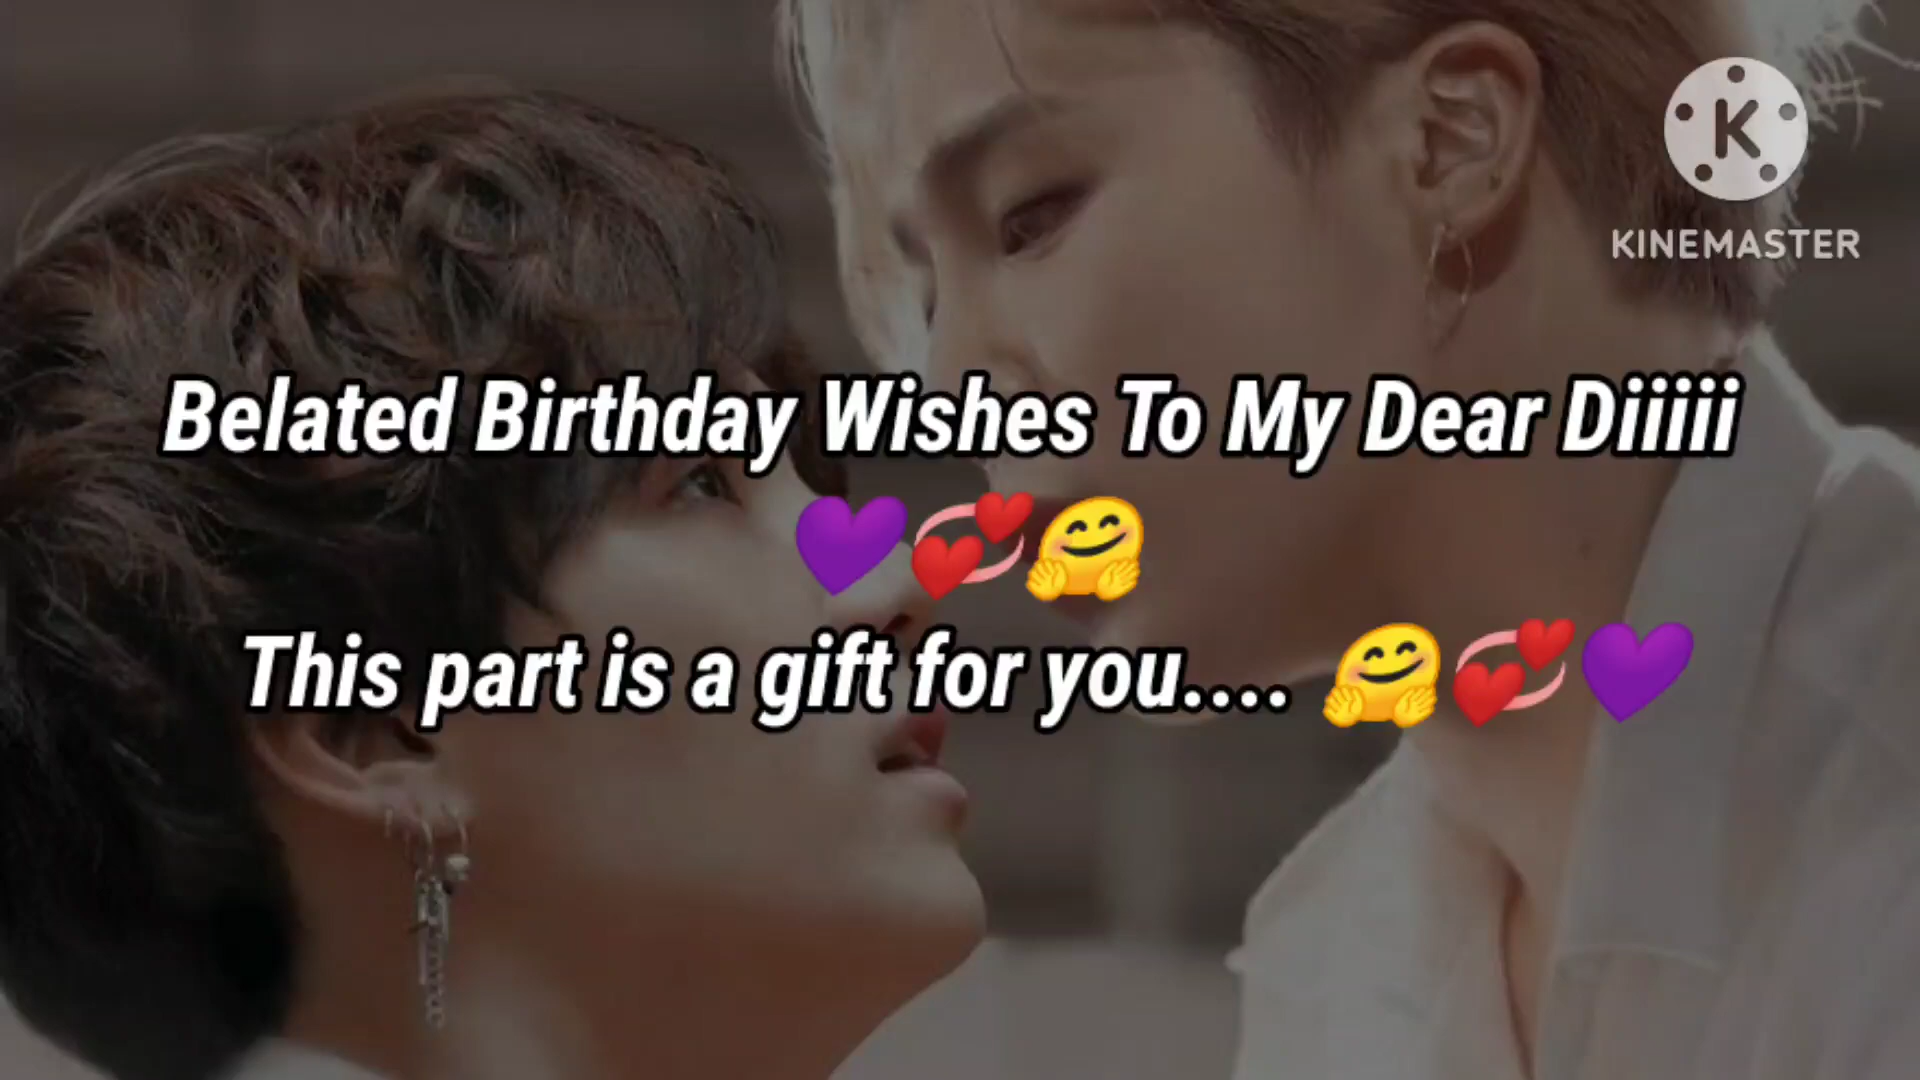 KINEMASTER
Belated Birthday Wishes To My Dear Diiiii
💜💞🤗
This part is a gift for you.... 🤗💞💜